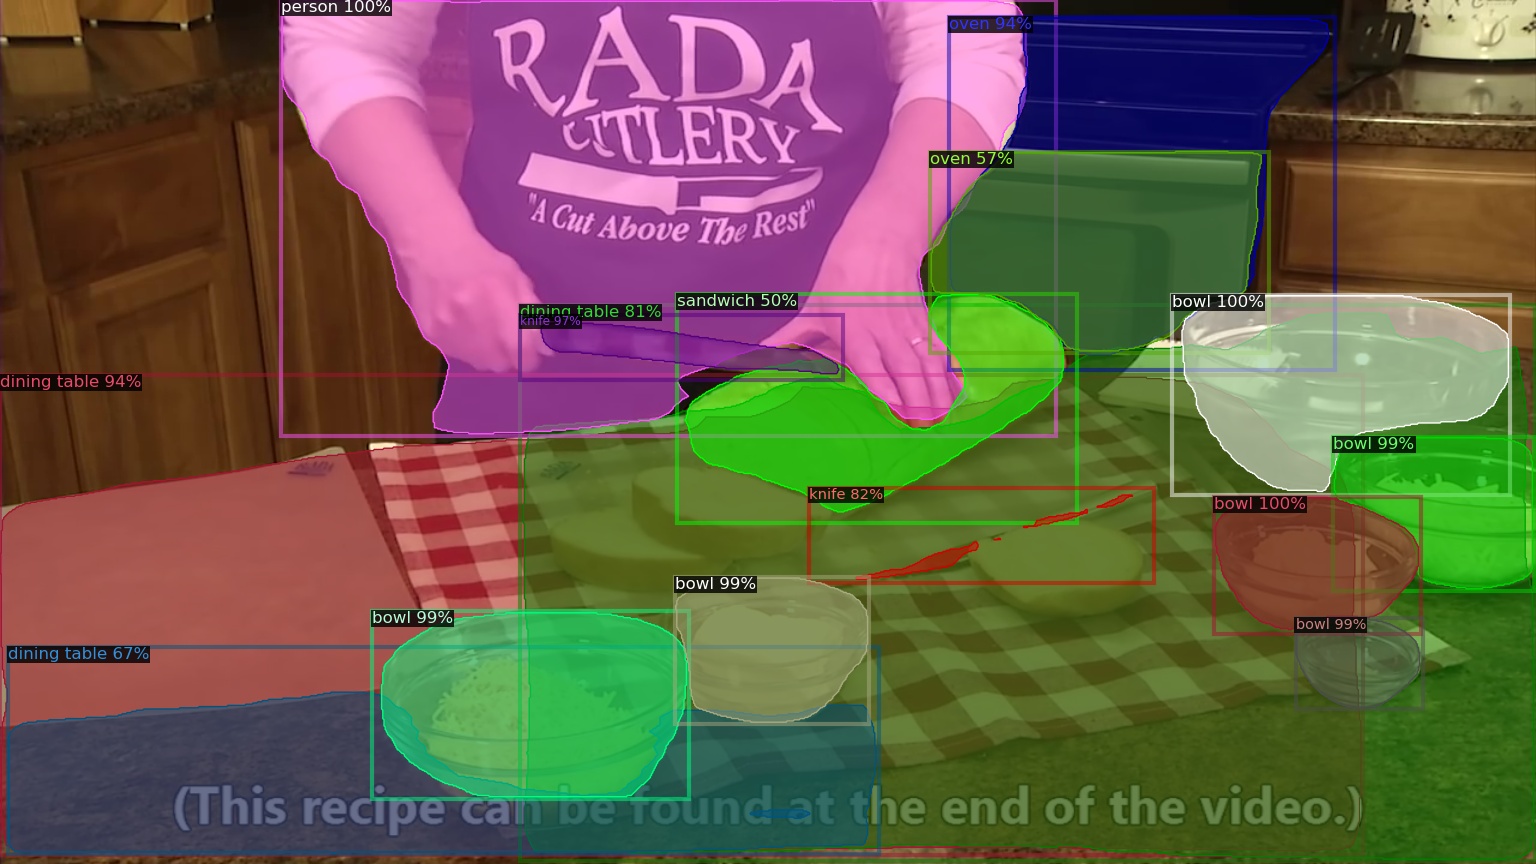 person 100%
oven 94%
RADA
CUTLERY
oven 57%
"A Cut Above The Rest"
sandwich 50%
bowl 100%
dining table 81%
knife 97%
dining table 94%
bowl 99%
knife 82%
bowl 100%
bowl 99%
bowl 99%
bowl 99%
dining table 67%
(This recipe can be found at the end of the video.)